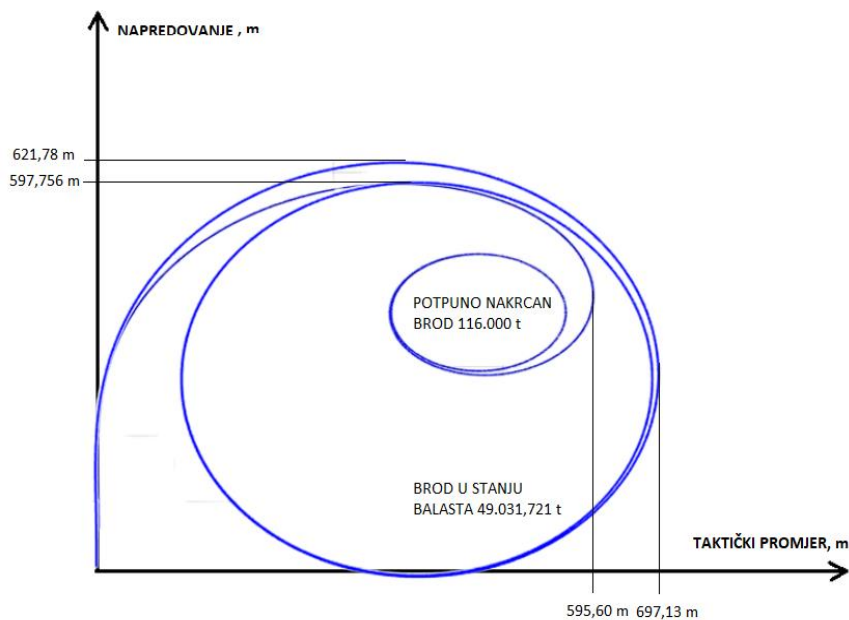 NAPREDOVANJE , m
621,78 m
597,756 m
POTPUNO NAKRCAN
BROD 116.000 t
BROD U STANJU
BALASTA 49.031,721 t
TAKTIČKI PROMJER, m
595,60 m 697,13 m